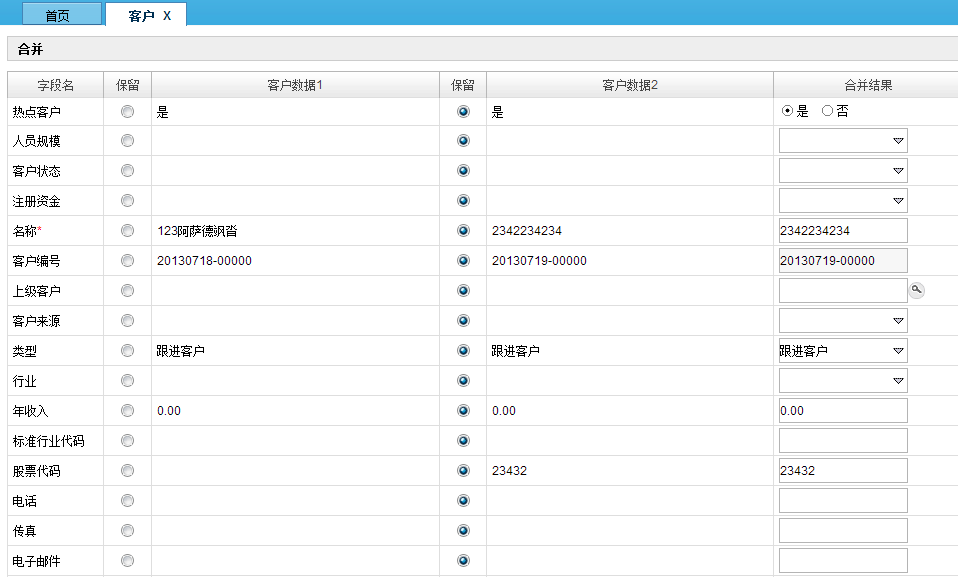 首页 客户 X
合并
字段名 保留 客户数据1 保留 客户数据2 合并结果
热点客户 是 是 是 否
人员规模
客户状态
注册资金
名称* 123阿萨德飒沓 2342234234 2342234234
客户编号 20130718-00000 20130719-00000 20130719-00000
上级客户
客户来源
类型 跟进客户 跟进客户 跟进客户
行业
年收入 0.00 0.00 0.00
标准行业代码
股票代码 23432 23432
电话
传真
电子邮件